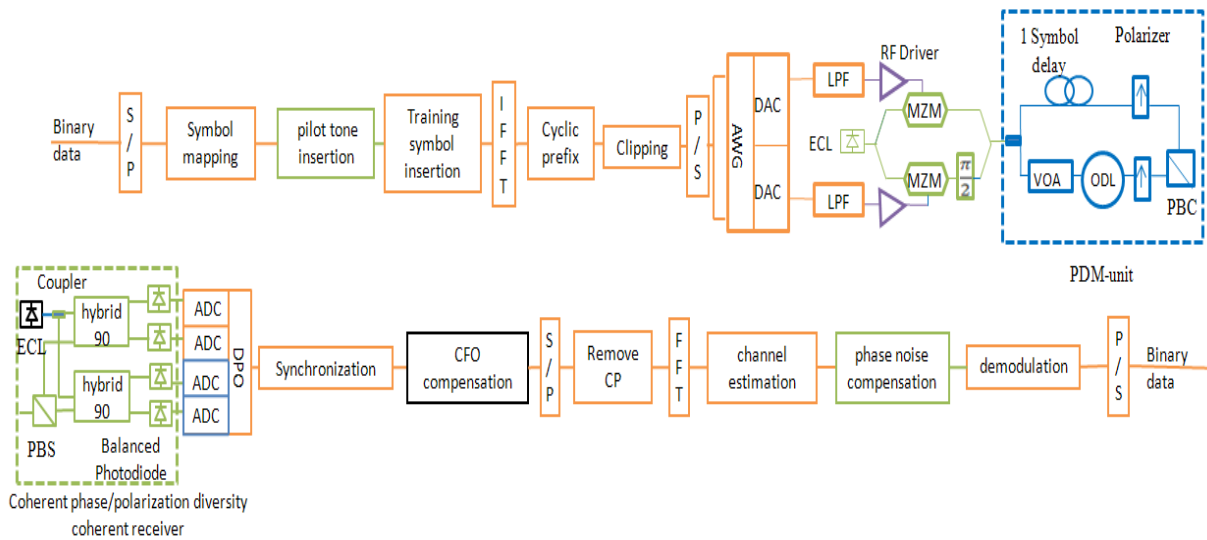 Binary
data
S
/
P
Symbol
mapping
pilot tone
insertion
Training
symbol
insertion
I
F
F
T
Cyclic
prefix
Clipping
P
/
S
AWG
DAC
DAC
LPF
LPF
RF Driver
ECL
MZM
MZM
π
2
1 Symbol
delay
Polarizer
VOA
ODL
PBC
PDM-unit
Coupler
ECL
hybrid
90
hybrid
90
PBS
Balanced
Photodiode
Coherent phase/polarization diversity
coherent receiver
ADC
ADC
ADC
ADC
DPO
Synchronization
CFO
compensation
S
/
P
Remove
CP
F
F
T
channel
estimation
phase noise
compensation
demodulation
P
/
S
Binary
data